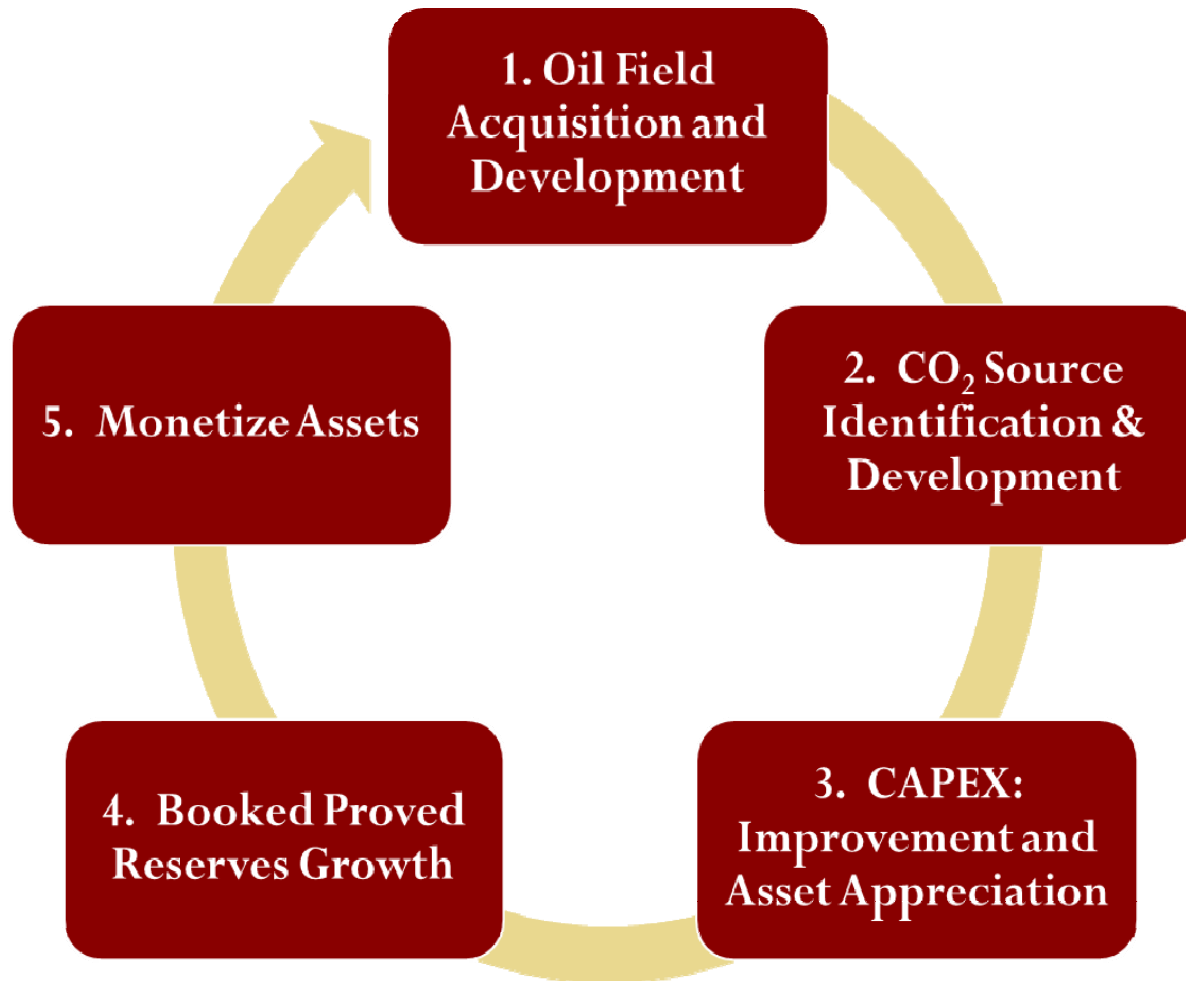 1. Oil Field
Acquisition and
Development
2. CO₂ Source
Identification &
Development
3. CAPEX:
Improvement and
Asset Appreciation
4. Booked Proved
Reserves Growth
5. Monetize Assets